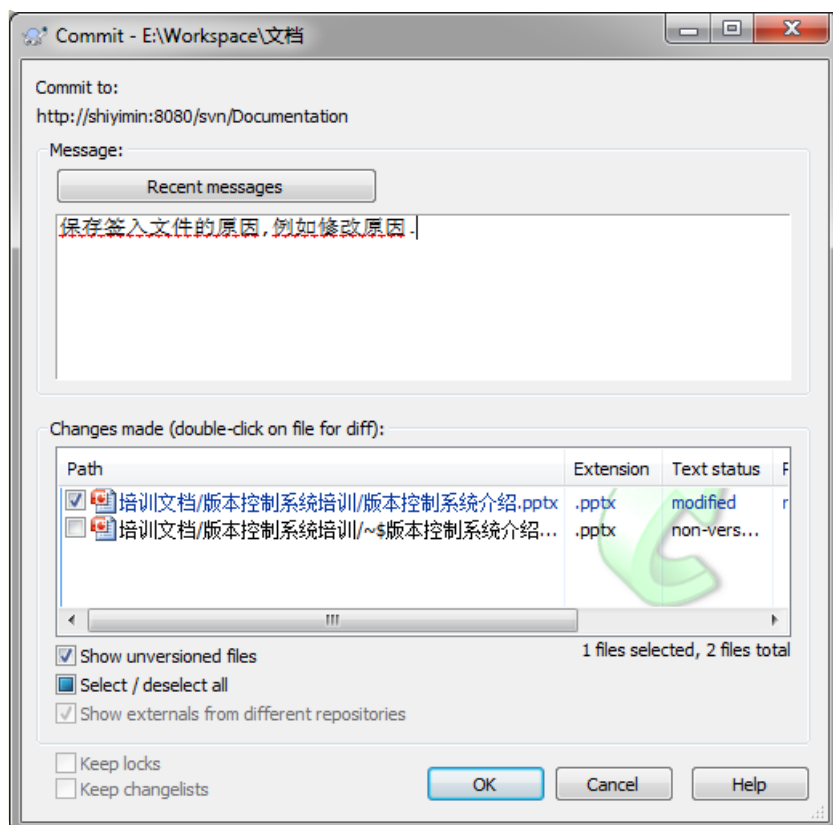 Commit - E:\Workspace\文档
Commit to:
http://shiyimin:8080/svn/Documentation
Message:
Recent messages
保存签入文件的原因,例如修改原因.
Changes made (double-click on file for diff):
Path Extension Text status
培训文档/版本控制系统培训/版本控制系统介绍.pptx .pptx modified
培训文档/版本控制系统培训/~$版本控制系统介绍... .pptx non-vers...
1 files selected, 2 files total
Show unversioned files
Select / deselect all
Show externals from different repositories
Keep locks
Keep changelists
OK Cancel Help